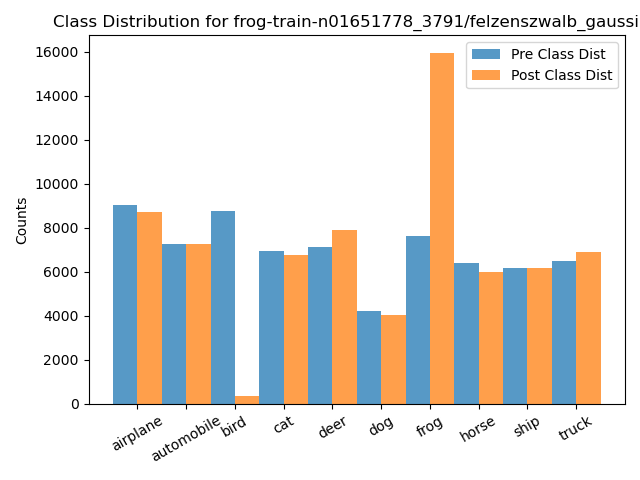 Class Distribution for frog-train-n01651778_3791/felzenszwalb_gaussi
Pre Class Dist
Post Class Dist
Counts
16000
14000
12000
10000
8000
6000
4000
2000
0
airplane
automobile
bird
cat
deer
dog
frog
horse
ship
truck